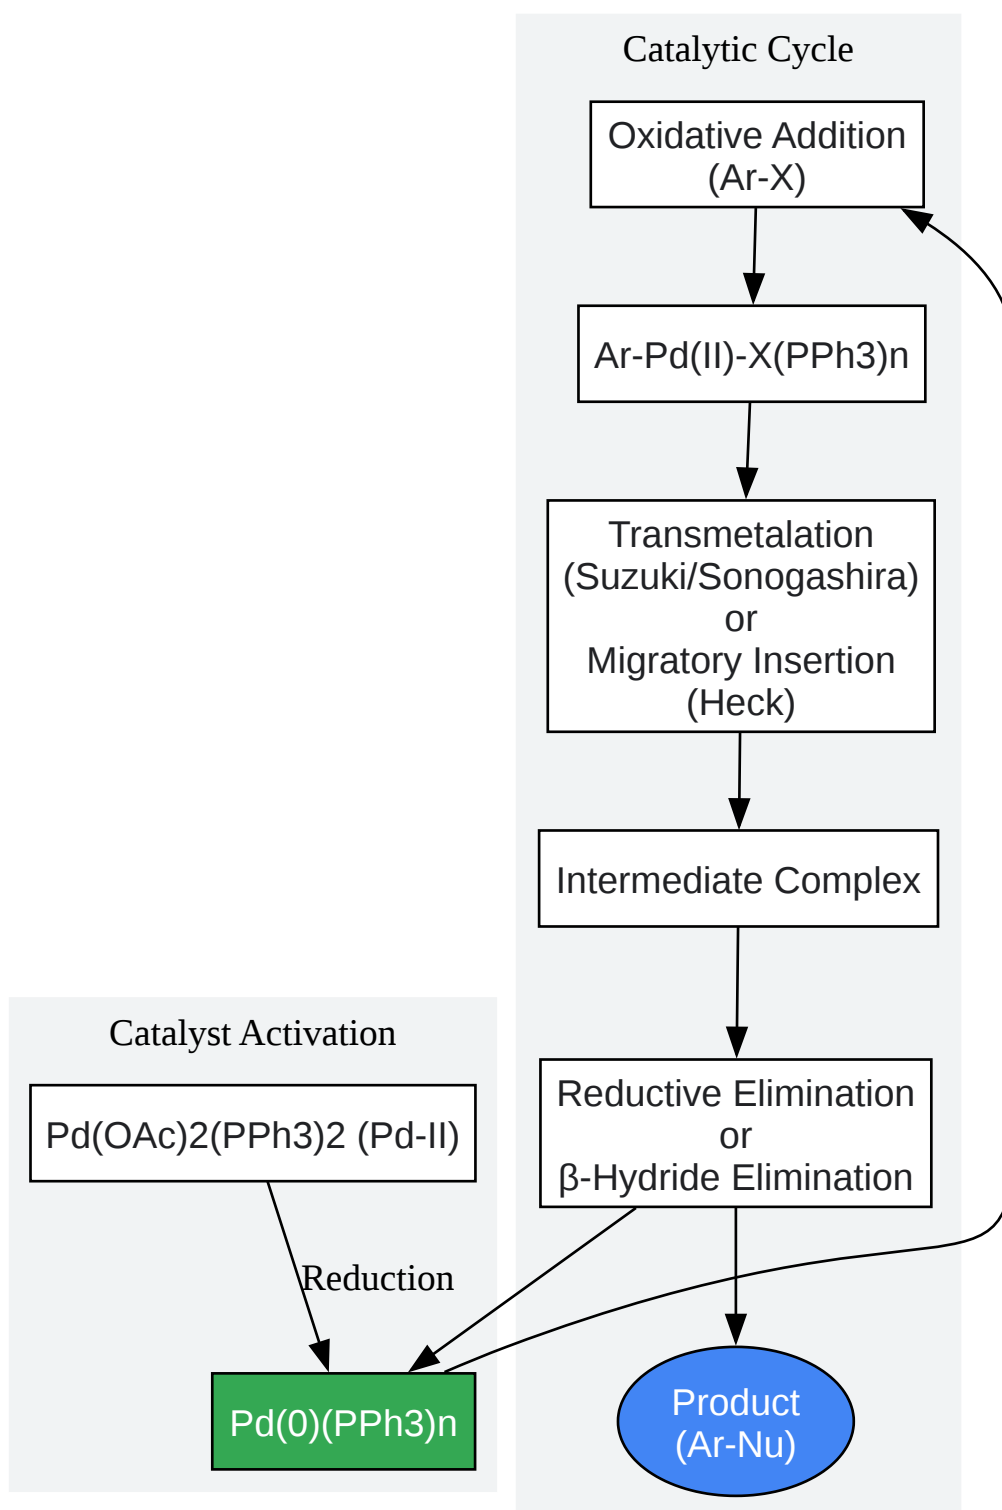 Catalytic Cycle
Oxidative Addition
(Ar-X)
Ar-Pd(II)-X(PPh3)n
Transmetalation
(Suzuki/Sonogashira)
or
Migratory Insertion
(Heck)
Intermediate Complex
Reductive Elimination
or
β-Hydride Elimination
Product
(Ar-Nu)
Catalyst Activation
Pd(OAc)2(PPh3)2 (Pd-II)
Reduction
Pd(0)(PPh3)n